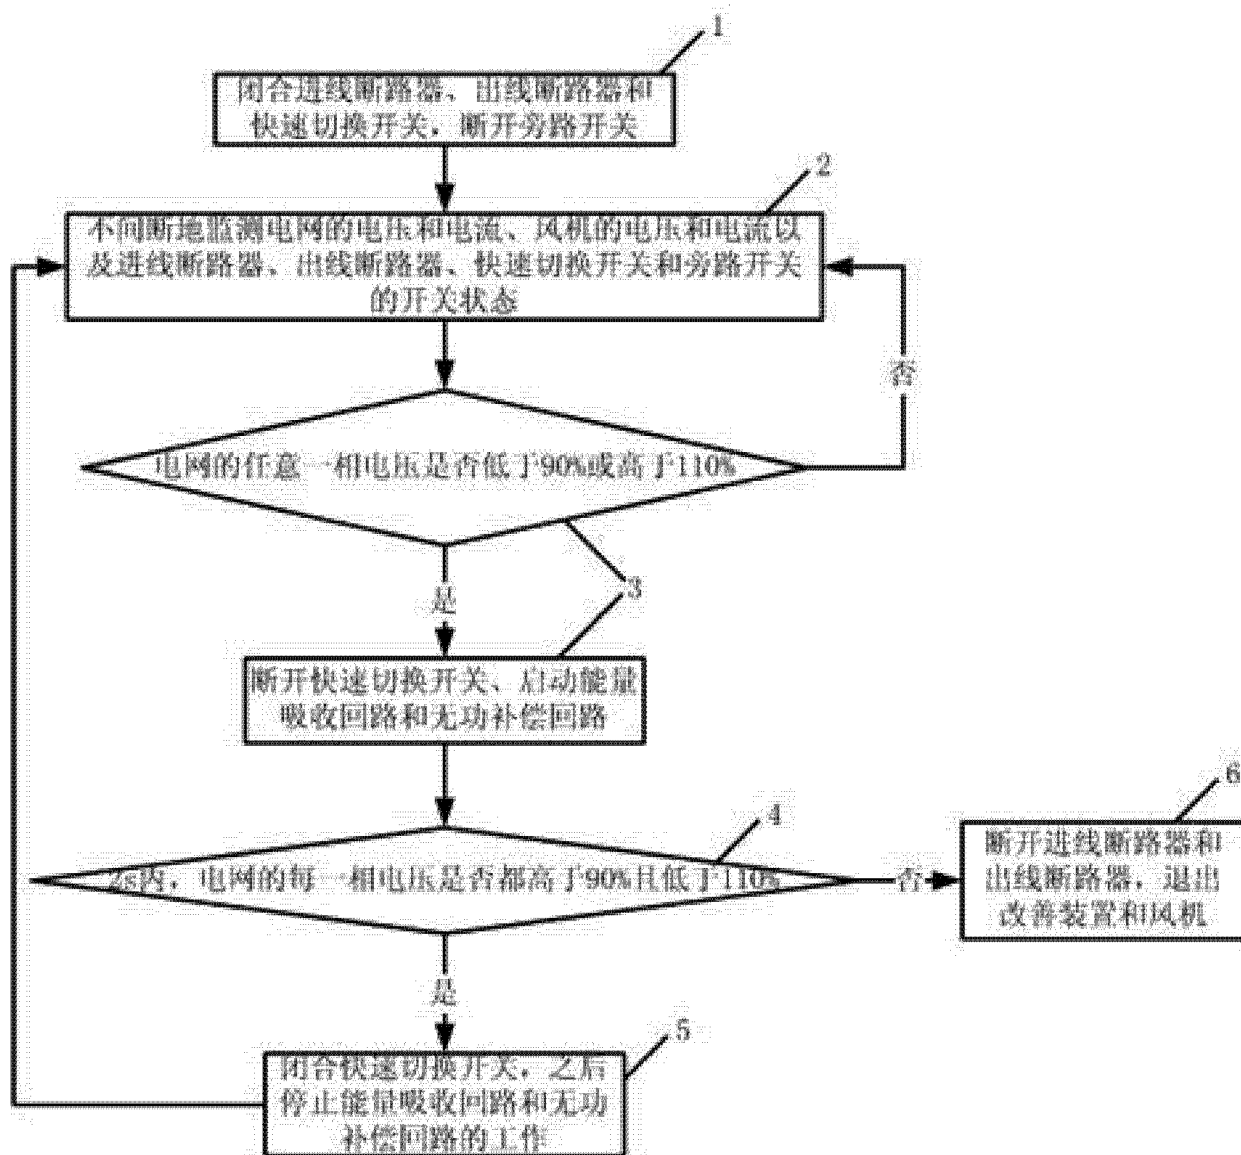 1
闭合进线断路器、出线断路器和
快速切换开关，断开旁路开关
2
不间断地监测电网的电压和电流、风机的电压和电流以
及进线断路器、出线断路器、快速切换开关和旁路开关
的开关状态
否
电网的任意一相电压是否低于90%或高于110%
3
是
断开快速切换开关、启动能量
吸收回路和无功补偿回路
4
2s内，电网的每一相电压是否都高于90%且低于110%
否
6
断开进线断路器和
出线断路器，退出
改善装置和风机
是
5
闭合快速切换开关，之后
停止能量吸收回路和无功
补偿回路的工作